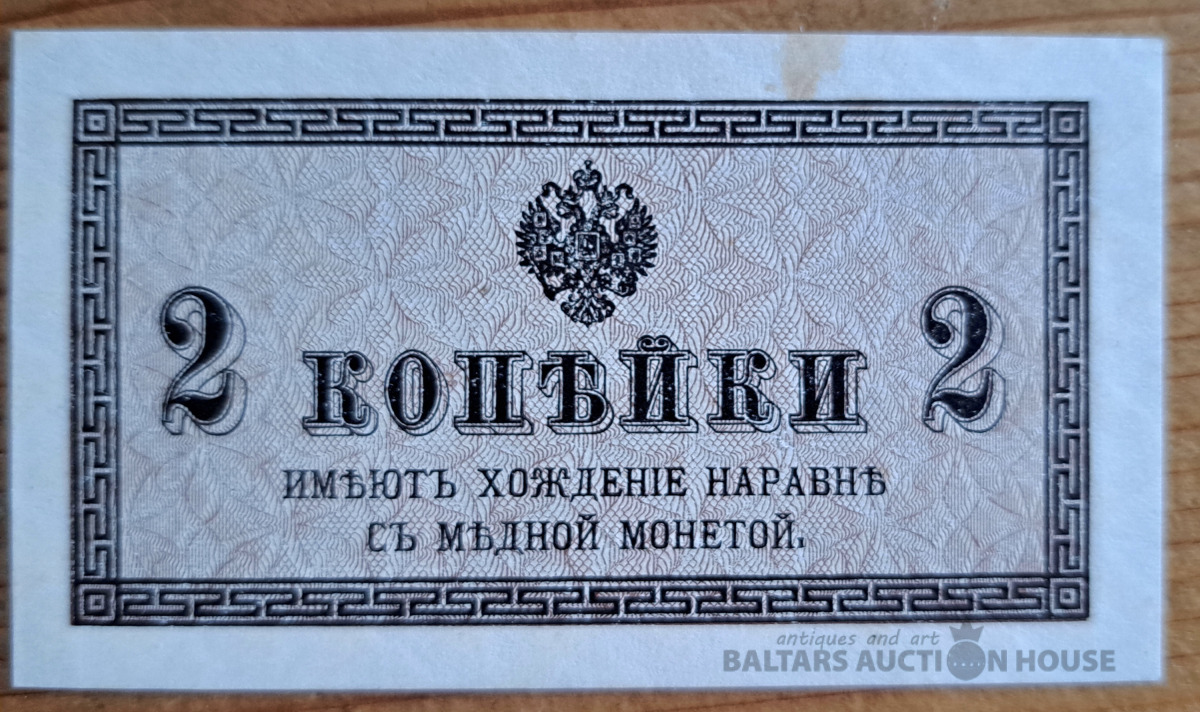 2 КОПѢЙКИ 2
ИМѢЮТЪ ХОЖДЕНІЕ НАРАВНѢ
СЪ МѢДНОЙ МОНЕТОЙ.
antiques and art
BALTARS AUCTION HOUSE